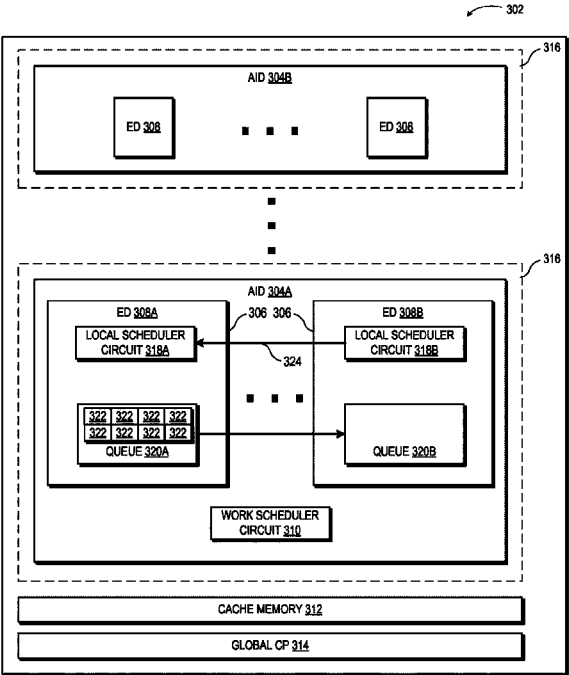 302
316
AID 304B
ED 308
ED 308
316
AID 304A
ED 308A
306
306
ED 308B
LOCAL SCHEDULER
CIRCUIT 318A
LOCAL SCHEDULER
CIRCUIT 318B
324
322 322 322 322
322 322 322 322
QUEUE 320A
QUEUE 320B
WORK SCHEDULER
CIRCUIT 310
CACHE MEMORY 312
GLOBAL CP 314